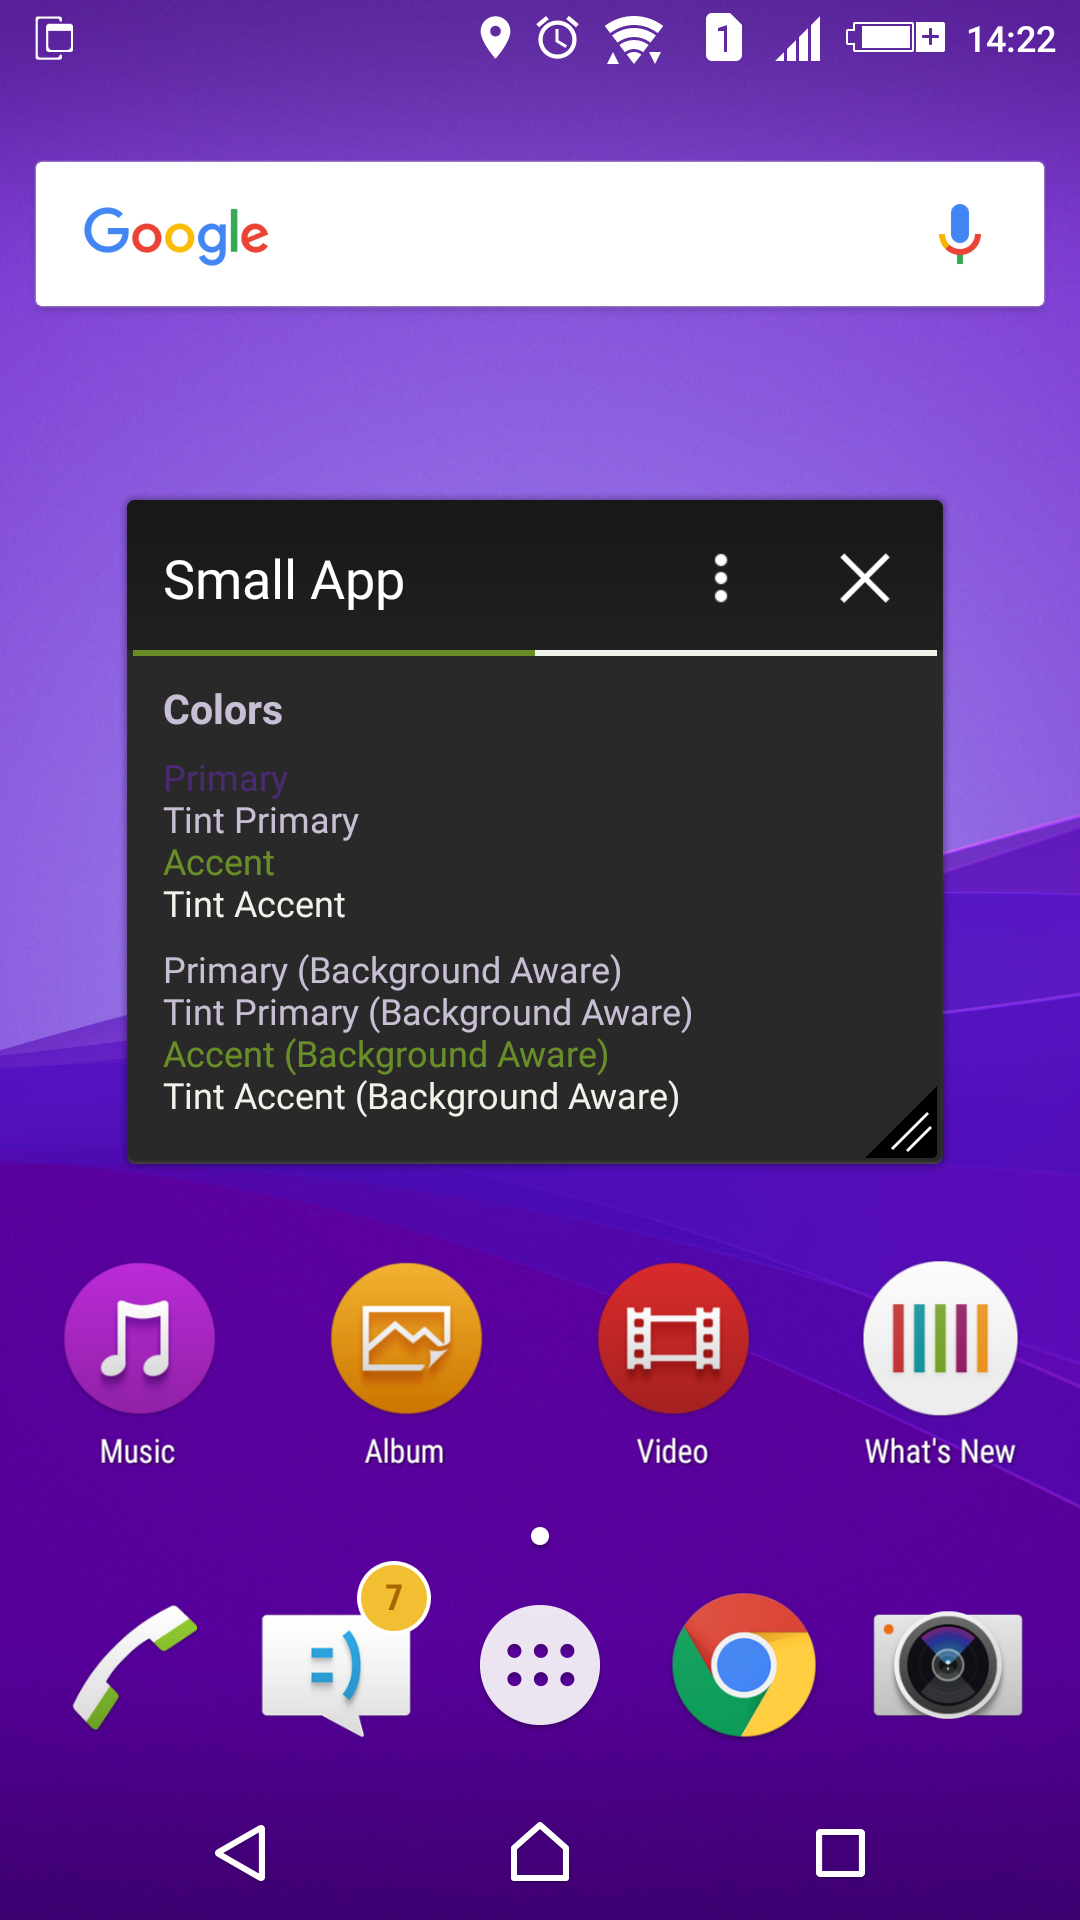 1
14:22
Google
Small App
Colors
Primary
Tint Primary
Accent
Tint Accent
Primary (Background Aware)
Tint Primary (Background Aware)
Accent (Background Aware)
Tint Accent (Background Aware)
Music
Album
Video
What's New
7